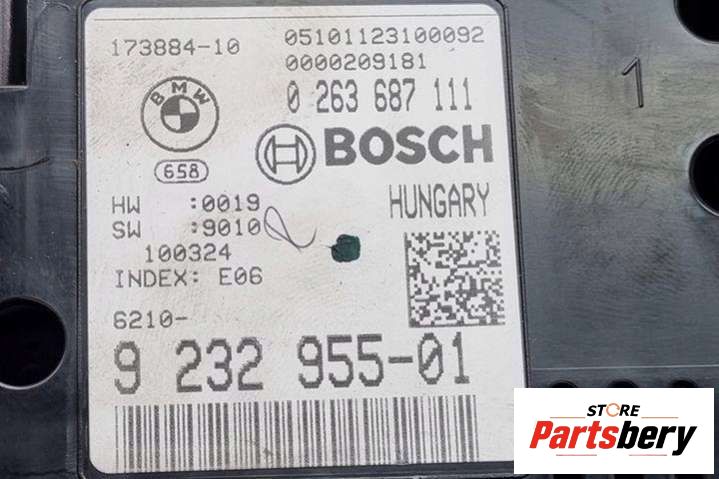 173884-10
05101123100092
0000209181
0 263 687 111
BMW
BOSCH
658
HUNGARY
HW :0019
SW :9010
100324
INDEX: E06
6210-
9 232 955-01
1
STORE
Partsbery